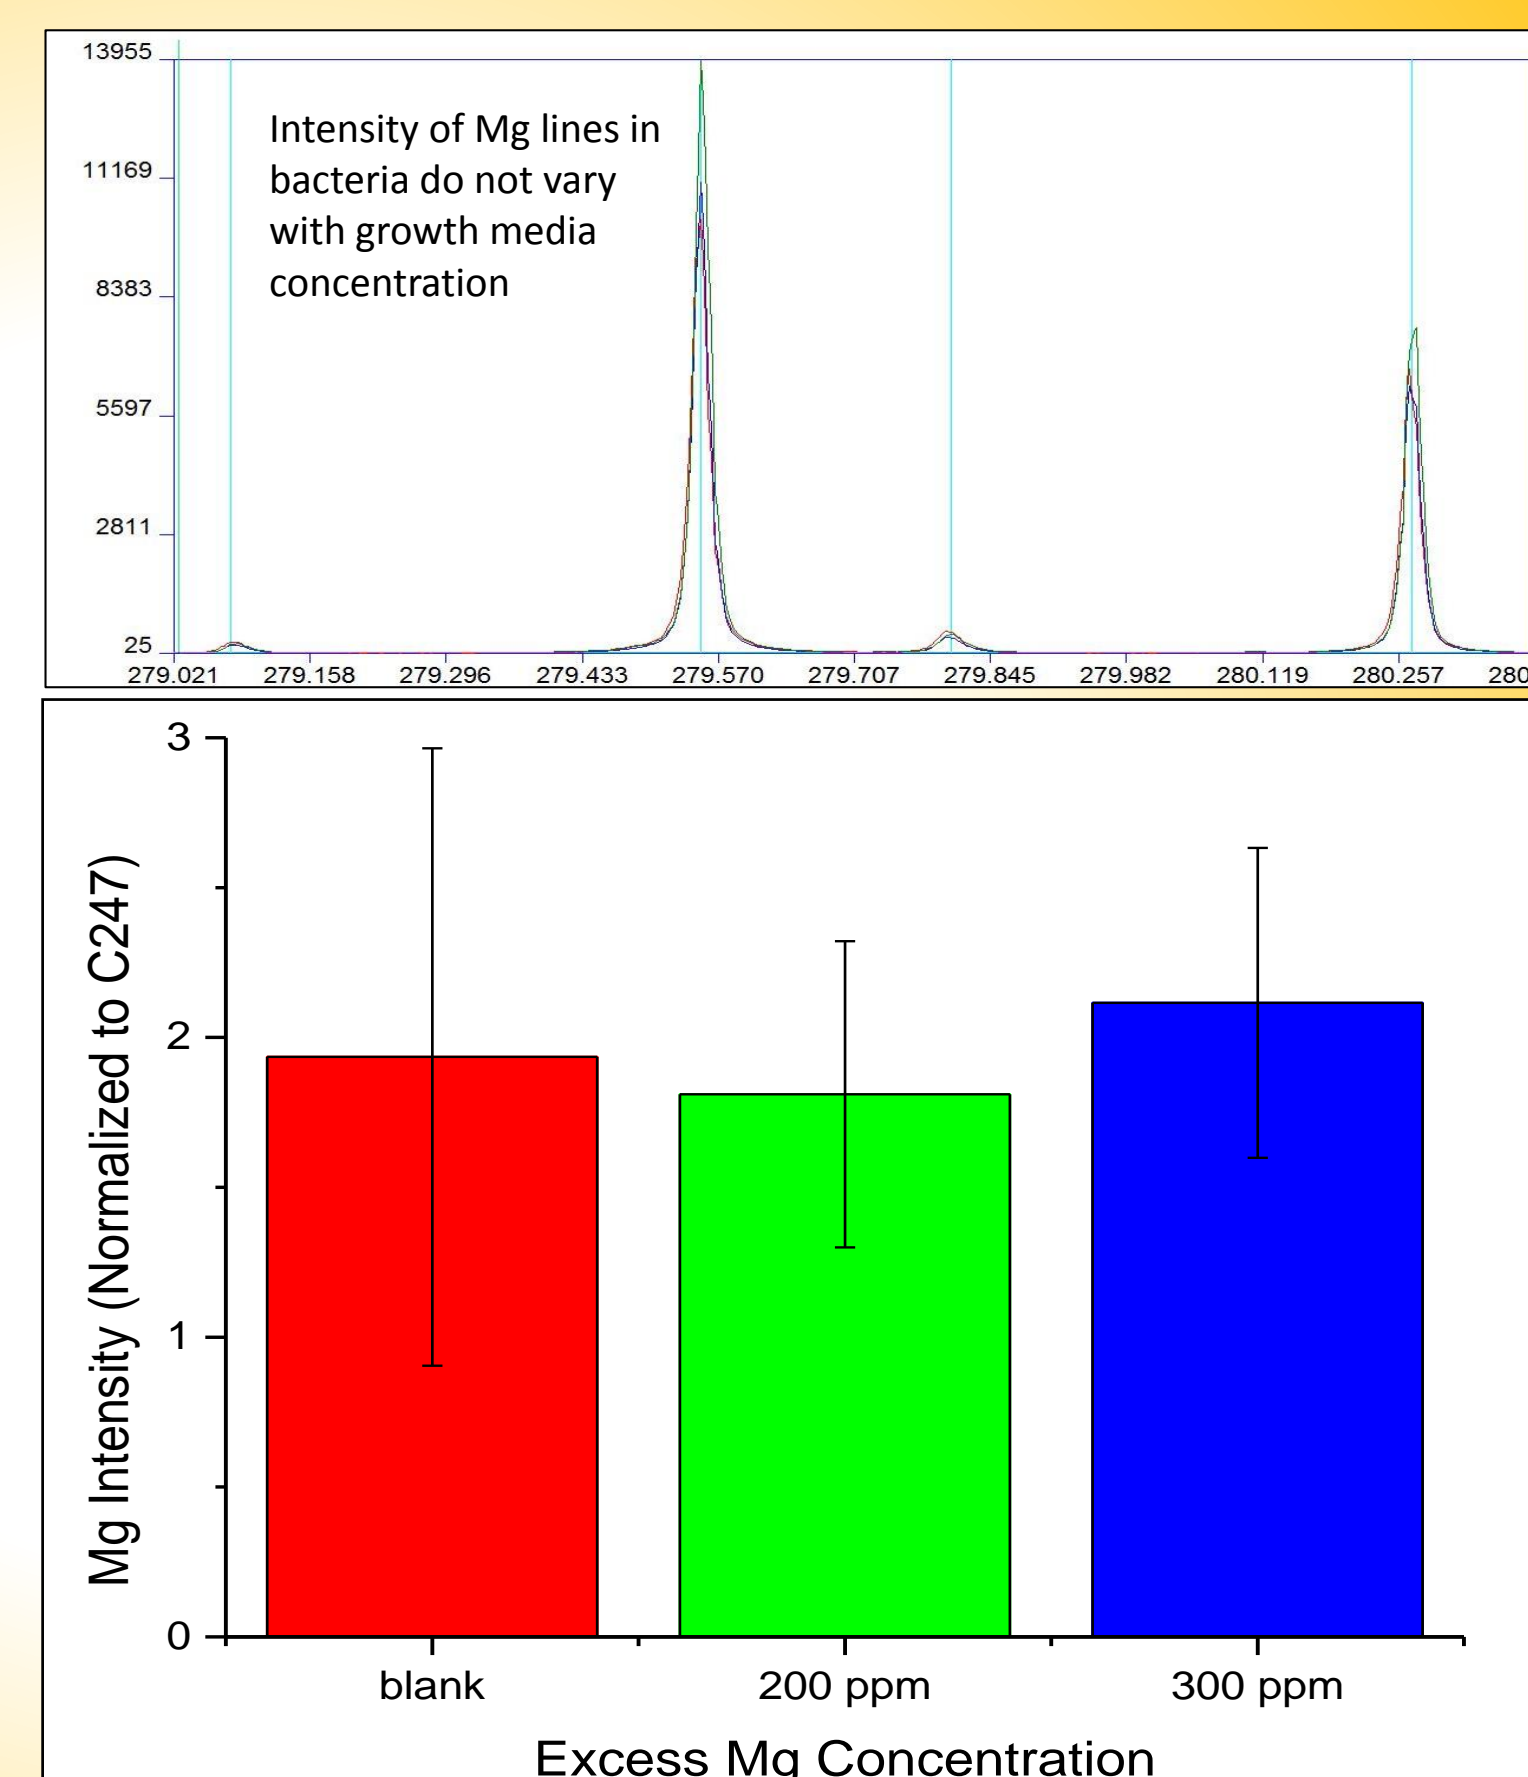 13955
Intensity of Mg lines in
bacteria do not vary
with growth media
concentration
11169
8383
5597
2811
25
279.021 279.158 279.296 279.433 279.570 279.707 279.845 279.982 280.119 280.257 280
3
2
1
0
Mg Intensity (Normalized to C247)
blank 200 ppm 300 ppm
Excess Mg Concentration